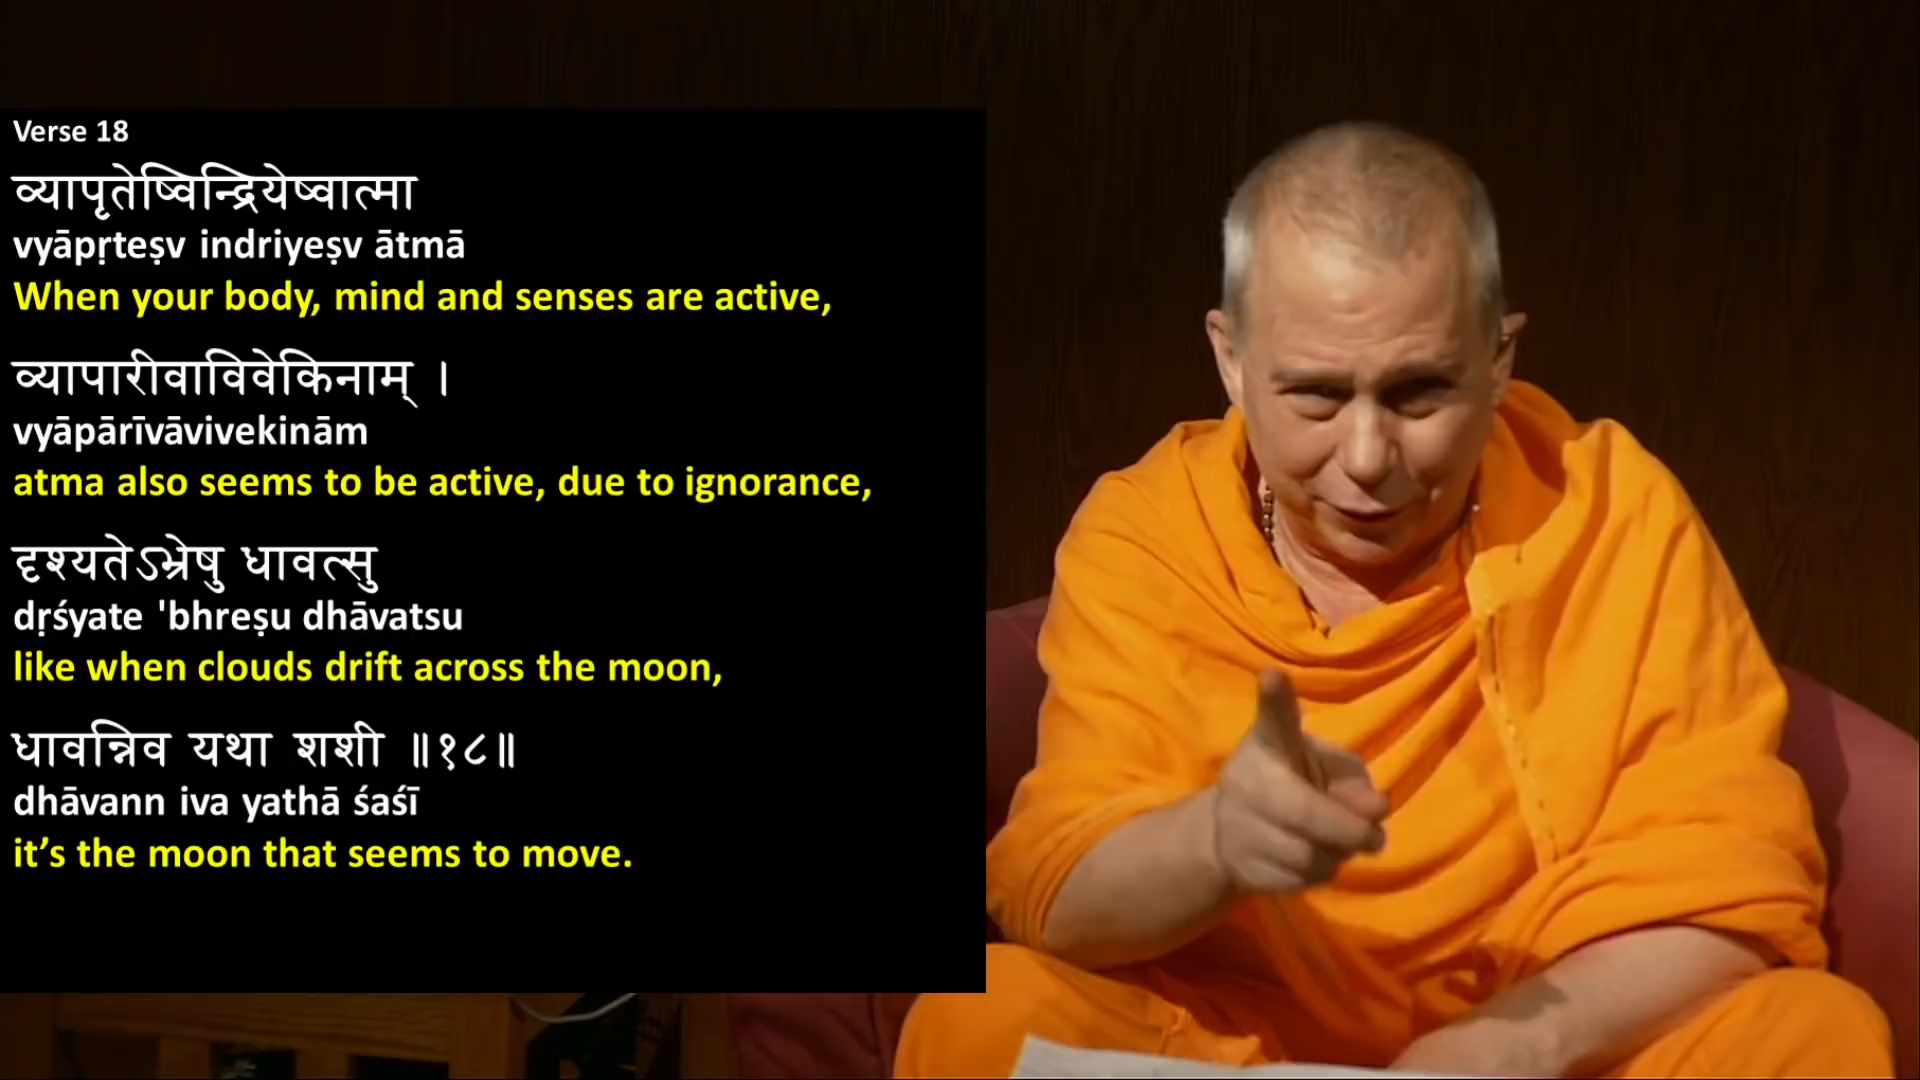 Verse 18
व्यापृतेष्विन्द्रियेष्वात्मा
vyāpṛteṣv indriyeṣv ātmā
When your body, mind and senses are active,
व्यापारीवाविवेकिनाम् ।
vyāpārīvāvivekinām
atma also seems to be active, due to ignorance,
दृश्यतेऽभ्रेषु धावत्सु
dṛśyate 'bhreṣu dhāvatsu
like when clouds drift across the moon,
धावन्निव यथा शशी ॥१८॥
dhāvann iva yathā śaśī
it’s the moon that seems to move.